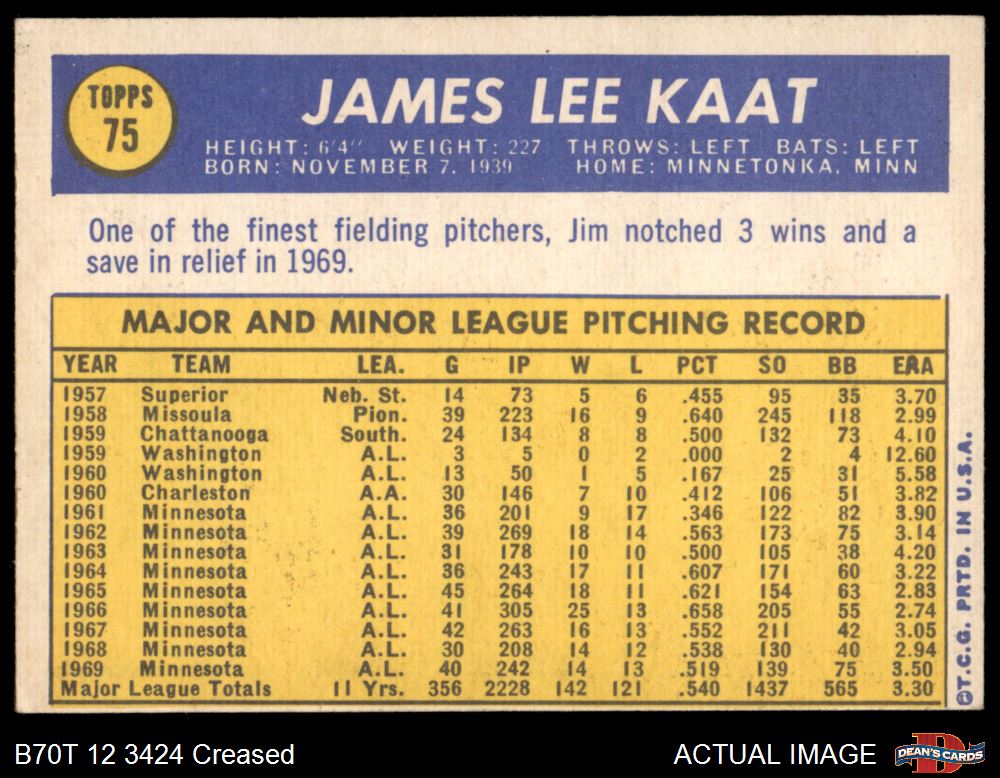 TOPPS
75
JAMES LEE KAAT
HEIGHT: 6'4" WEIGHT: 227 THROWS: LEFT BATS: LEFT
BORN: NOVEMBER 7, 1939 HOME: MINNETONKA, MINN
One of the finest fielding pitchers, Jim notched 3 wins and a
save in relief in 1969.
MAJOR AND MINOR LEAGUE PITCHING RECORD
YEAR TEAM LEA. G IP W L PCT SO BB ERA
1957 Superior Neb. St. 14 73 5 6 .455 95 35 3.70
1958 Missoula Pion. 39 223 16 9 .640 245 118 2.99
1959 Chattanooga South. 24 134 8 8 .500 132 73 4.10
1959 Washington A.L. 3 5 0 2 .000 2 4 12.60
1960 Washington A.L. 13 50 1 5 .167 25 31 5.58
1960 Charleston A.A. 30 146 7 10 .412 106 51 3.82
1961 Minnesota A.L. 36 201 9 17 .346 122 82 3.90
1962 Minnesota A.L. 39 269 18 14 .563 173 75 3.14
1963 Minnesota A.L. 31 178 10 10 .500 105 38 4.20
1964 Minnesota A.L. 36 243 17 11 .607 171 60 3.22
1965 Minnesota A.L. 45 264 18 11 .621 154 63 2.83
1966 Minnesota A.L. 41 305 25 13 .658 205 55 2.74
1967 Minnesota A.L. 42 263 16 13 .552 211 42 3.05
1968 Minnesota A.L. 30 208 14 12 .538 130 40 2.94
1969 Minnesota A.L. 40 242 14 13 .519 139 75 3.50
Major League Totals 11 Yrs. 356 2228 142 121 .540 1437 565 3.30
©T.C.G. PRTD. IN U.S.A.
B70T 12 3424 Creased
ACTUAL IMAGE
DEAN'S CARDS